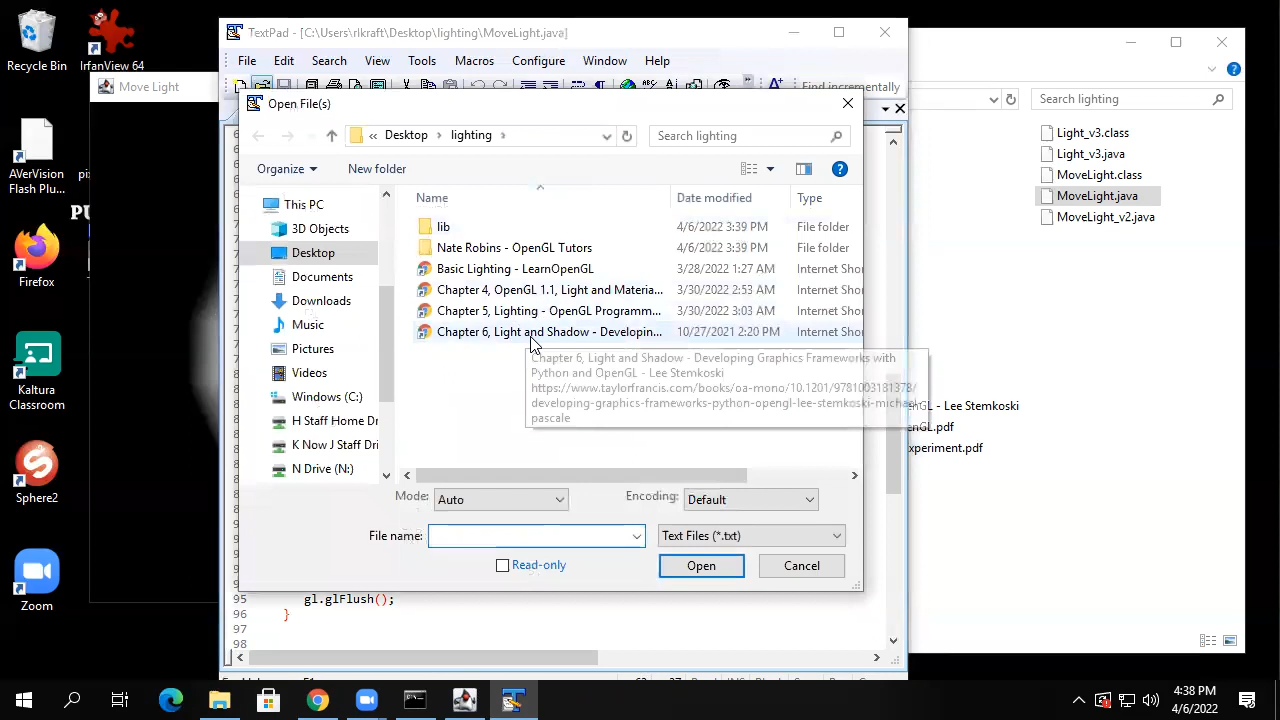 Recycle Bin
IrfanView 64
AVerVision
Flash Plu...
pix
PU
Firefox
Kaltura
Classroom
Sphere2
Zoom
Move Light
TextPad - [C:\Users\rlkraft\Desktop\lighting\MoveLight.java]
File Edit Search View Tools Macros Configure Window Help
Find incrementally
Open File(s)
« Desktop lighting
Search lighting
Organize New folder
This PC
3D Objects
Desktop
Documents
Downloads
Music
Pictures
Videos
Windows (C:)
H Staff Home Dr
K Now J Staff Dri
N Drive (N:)
Name Date modified Type
lib 4/6/2022 3:39 PM File folder
Nate Robins - OpenGL Tutors 4/6/2022 3:39 PM File folder
Basic Lighting - LearnOpenGL 3/28/2022 1:27 AM Internet Shor
Chapter 4, OpenGL 1.1, Light and Materia... 3/30/2022 2:53 AM Internet Shor
Chapter 5, Lighting - OpenGL Programm... 3/30/2022 3:03 AM Internet Shor
Chapter 6, Light and Shadow - Developin... 10/27/2021 2:20 PM Internet Shor
Chapter 6, Light and Shadow - Developing Graphics Frameworks with
Python and OpenGL - Lee Stemkoski
https://www.taylorfrancis.com/books/oa-mono/10.1201/9781003181378/
developing-graphics-frameworks-python-opengl-lee-stemkoski-michael-
pascale
Mode: Auto Encoding: Default
File name: Text Files (*.txt)
Read-only Open Cancel
95 gl.glFlush();
96 }
97
98
Search lighting
Light_v3.class
Light_v3.java
MoveLight.class
MoveLight.java
MoveLight_v2.java
enGL - Lee Stemkoski
enGL.pdf
xperiment.pdf
4:38 PM
4/6/2022